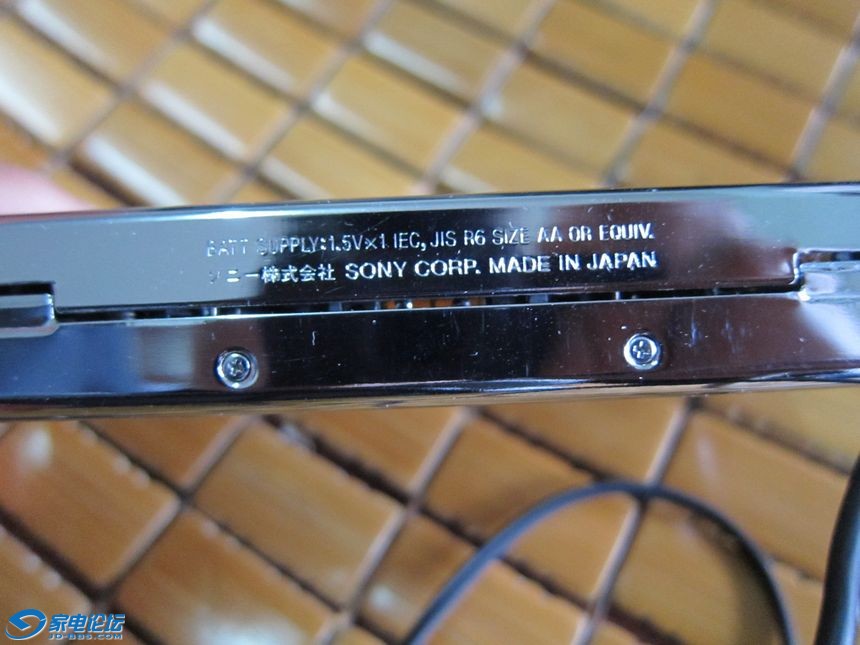 BATT SUPPLY:1.5V×1 IEC, JIS R6 SIZE AA OR EQUIV.
ソニー株式会社 SONY CORP. MADE IN JAPAN
家电论坛
JD-BBS.COM